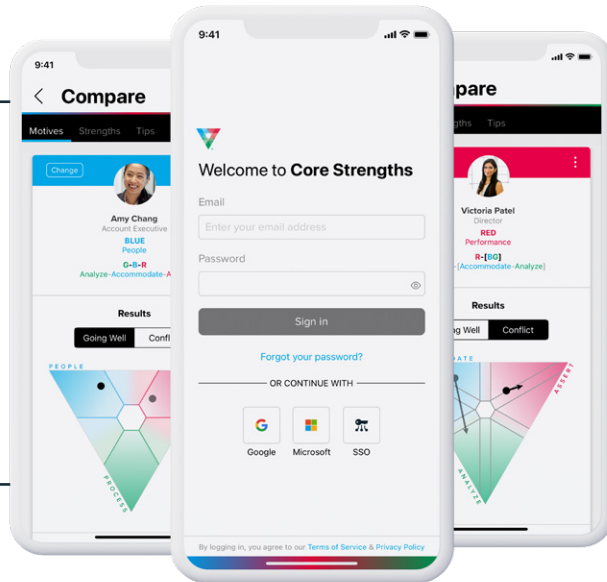 9:41
Compare
Motives Strengths Tips
Change
Amy Chang
Account Executive
BLUE
People
G-B-R
Analyze-Accommodate-A
Results
Going Well Confl
PEOPLE
PROCESS
9:41
Welcome to Core Strengths
Email
Enter your email address
Password
Sign in
Forgot your password?
OR CONTINUE WITH
Google Microsoft SSO
By logging in, you agree to our Terms of Service & Privacy Policy
pare
gths Tips
Victoria Patel
Director
RED
Performance
R-[BG]
-[Accommodate-Analyze]
Results
ng Well Conflict
DATE
ASSERT
ANALYZE